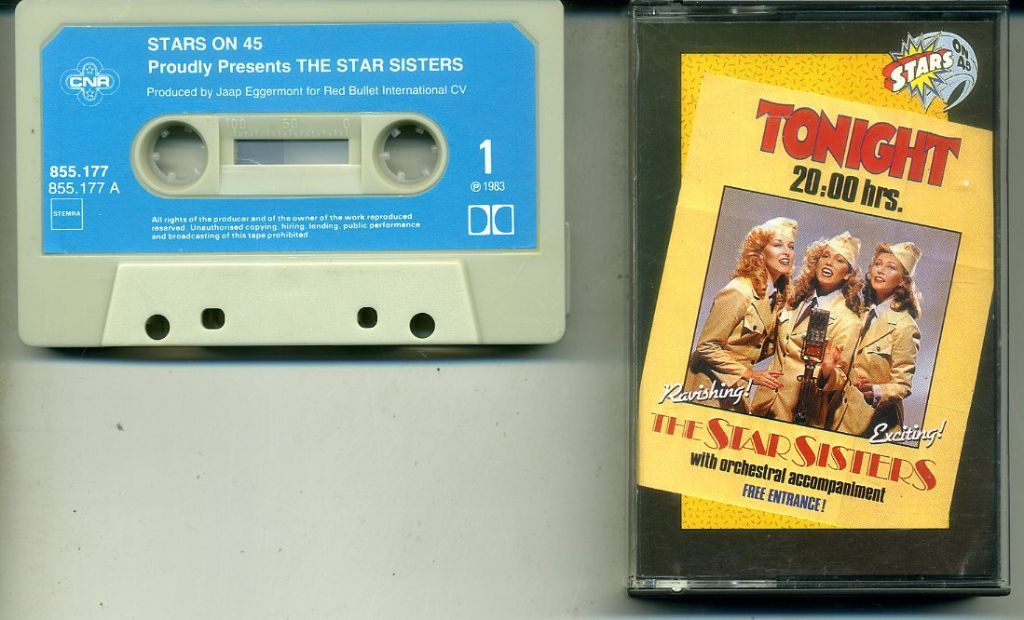 STARS ON 45
Proudly Presents THE STAR SISTERS
Produced by Jaap Eggermont for Red Bullet International CV
CNR
100 50 0
855.177
855.177 A
STEMRA
1
℗ 1983
All rights of the producer and of the owner of the work reproduced
reserved. Unauthorised copying, hiring, lending, public performance
and broadcasting of this tape prohibited.
STARS
ON
45
TONIGHT
20:00 hrs.
Ravishing!
Exciting!
THE STAR SISTERS
with orchestral accompaniment
FREE ENTRANCE!